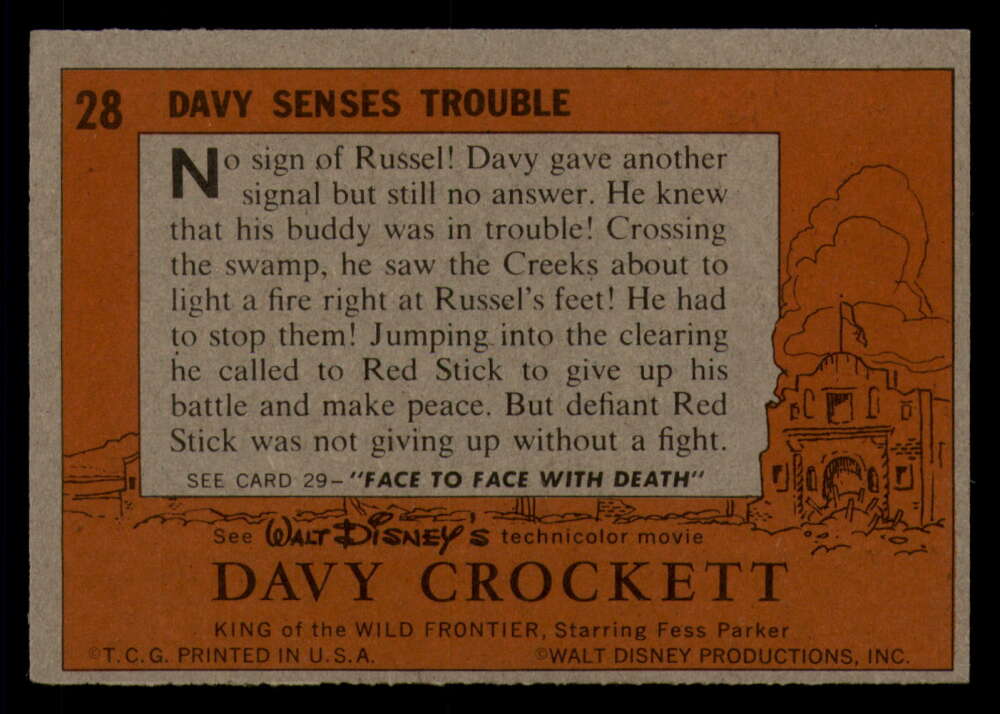 28 DAVY SENSES TROUBLE
No sign of Russel! Davy gave another
signal but still no answer. He knew
that his buddy was in trouble! Crossing
the swamp, he saw the Creeks about to
light a fire right at Russel's feet! He had
to stop them! Jumping into the clearing
he called to Red Stick to give up his
battle and make peace. But defiant Red
Stick was not giving up without a fight.
SEE CARD 29–"FACE TO FACE WITH DEATH"
See WALT DISNEY'S technicolor movie
DAVY CROCKETT
KING of the WILD FRONTIER, Starring Fess Parker
©T.C.G. PRINTED IN U.S.A. ©WALT DISNEY PRODUCTIONS, INC.